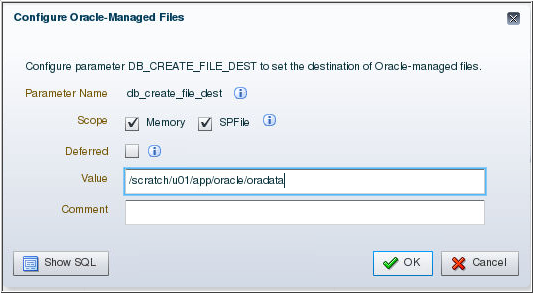 Configure Oracle-Managed Files
Configure parameter DB_CREATE_FILE_DEST to set the destination of Oracle-managed files.
Parameter Name db_create_file_dest
Scope Memory SPFile
Deferred
Value /scratch/u01/app/oracle/oradata
Comment
Show SQL OK Cancel